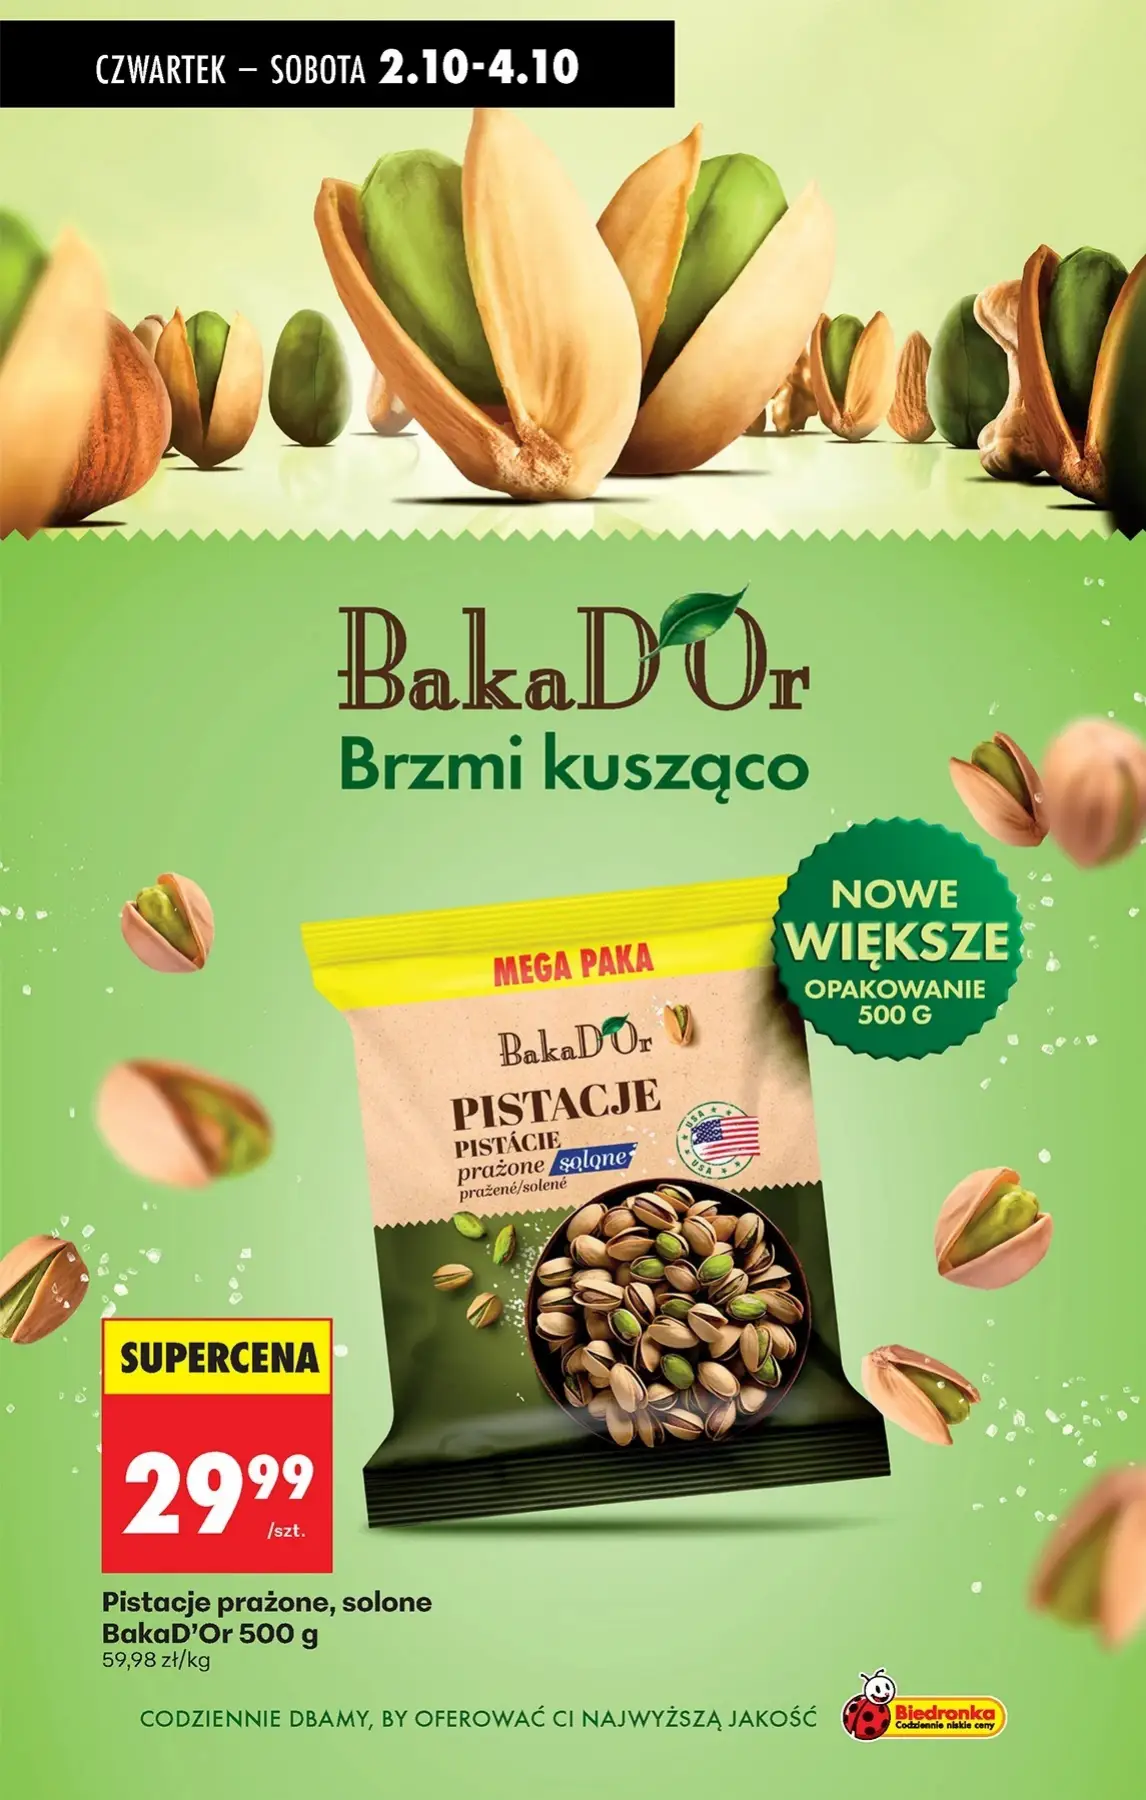 CZWARTEK – SOBOTA 2.10-4.10
BakaD'Or
Brzmi kusząco
NOWE
WIĘKSZE
OPAKOWANIE
500 G
MEGA PAKA
BakaD'Or
PISTACJE
PISTÁCIE
prażone solone
pražené/solené
USA
USA
SUPERCENA
29 99
/szt.
Pistacje prażone, solone
BakaD’Or 500 g
59,98 zł/kg
CODZIENNIE DBAMY, BY OFEROWAĆ CI NAJWYŻSZĄ JAKOŚĆ
Biedronka
Codziennie niskie ceny